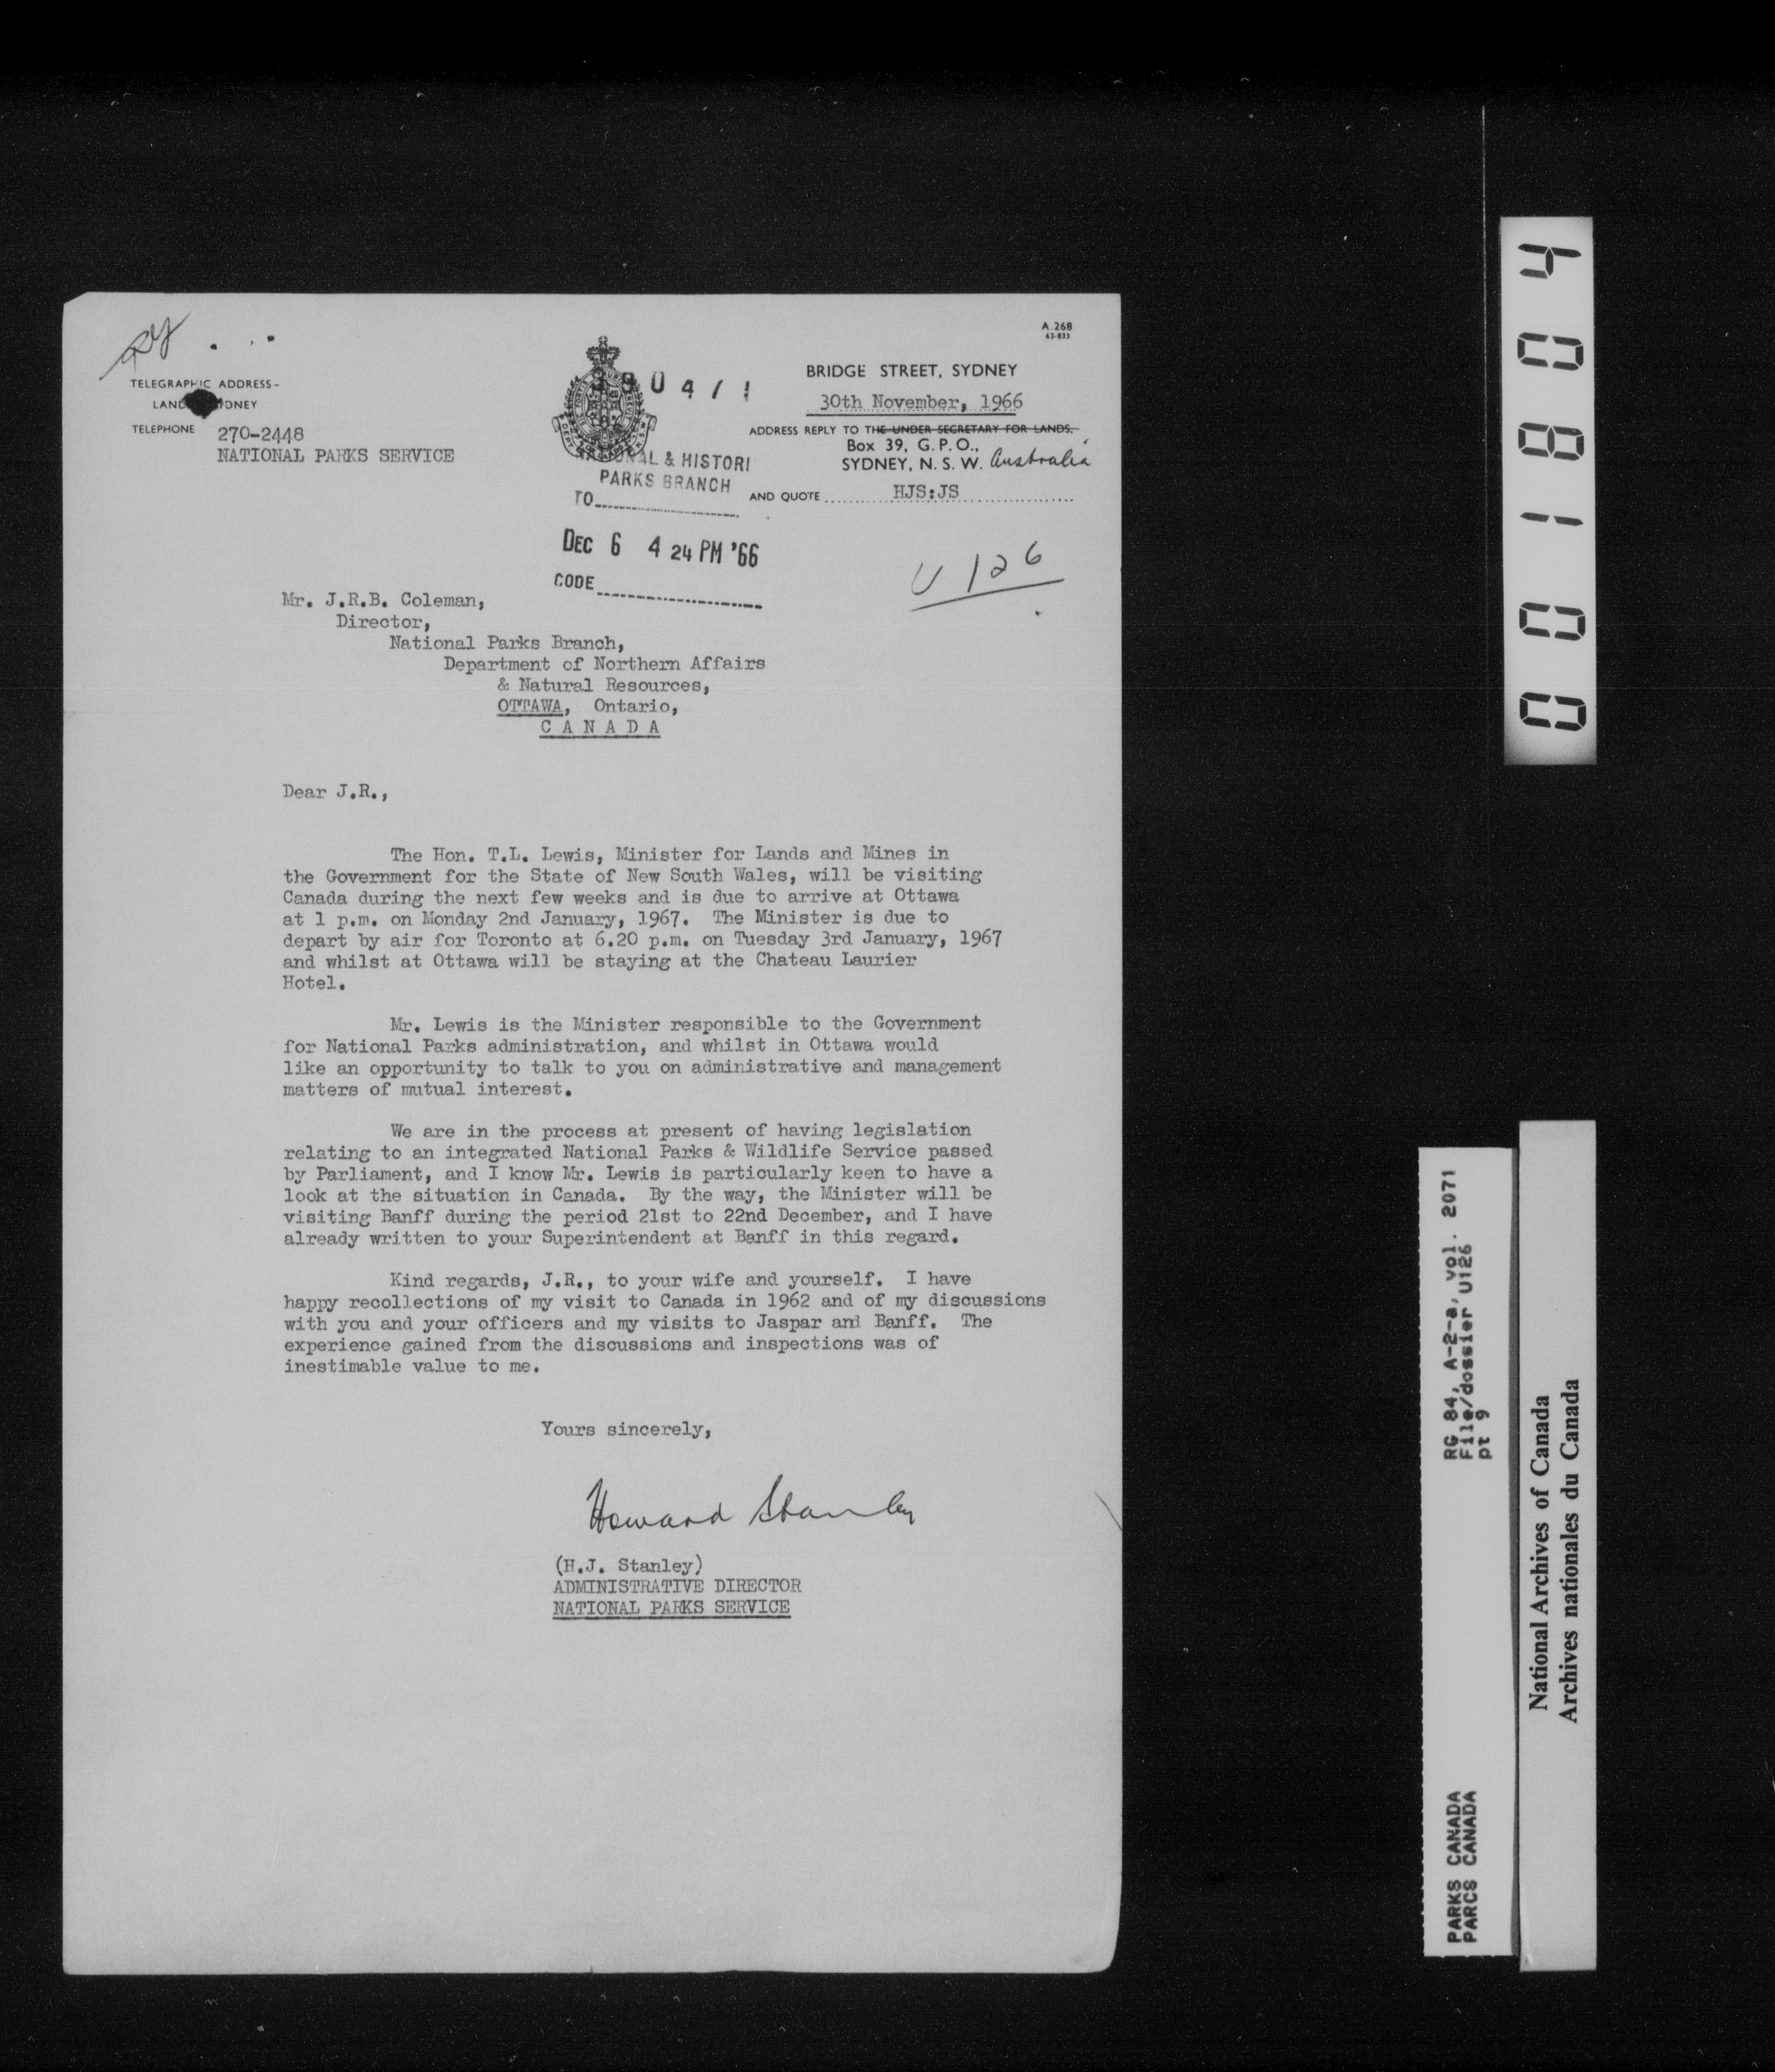 A.268
63-833
TELEGRAPHIC ADDRESS-
TELEPHONE 270-2448
NATIONAL PARKS SERVICE
0 4 / 1
BRIDGE STREET, SYDNEY
30th November, 1966
ADDRESS REPLY TO THE UNDER SECRETARY FOR LANDS.
Box 39, G.P.O.,
SYDNEY, N.S.W. Australia
AND QUOTE HJS:JS
NATIONAL & HISTORI
PARKS BRANCH
TO
DEC 6 4 24 PM '66
CODE
U 126
Mr. J.R.B. Coleman,
Director,
National Parks Branch,
Department of Northern Affairs
& Natural Resources,
OTTAWA, Ontario,
C A N A D A
Dear J.R.,
The Hon. T.L. Lewis, Minister for Lands and Mines in
the Government for the State of New South Wales, will be visiting
Canada during the next few weeks and is due to arrive at Ottawa
at 1 p.m. on Monday 2nd January, 1967. The Minister is due to
depart by air for Toronto at 6.20 p.m. on Tuesday 3rd January, 1967
and whilst at Ottawa will be staying at the Chateau Laurier
Hotel.
Mr. Lewis is the Minister responsible to the Government
for National Parks administration, and whilst in Ottawa would
like an opportunity to talk to you on administrative and management
matters of mutual interest.
We are in the process at present of having legislation
relating to an integrated National Parks & Wildlife Service passed
by Parliament, and I know Mr. Lewis is particularly keen to have a
look at the situation in Canada. By the way, the Minister will be
visiting Banff during the period 21st to 22nd December, and I have
already written to your Superintendent at Banff in this regard.
Kind regards, J.R., to your wife and yourself. I have
happy recollections of my visit to Canada in 1962 and of my discussions
with you and your officers and my visits to Jaspar and Banff. The
experience gained from the discussions and inspections was of
inestimable value to me.
Yours sincerely,
Howard Stanley
(H.J. Stanley)
ADMINISTRATIVE DIRECTOR
NATIONAL PARKS SERVICE
001804
RG 84, A-2-a, vol. 2071
File/dossier U126
pt 9
PARKS CANADA
PARCS CANADA
National Archives of Canada
Archives nationales du Canada